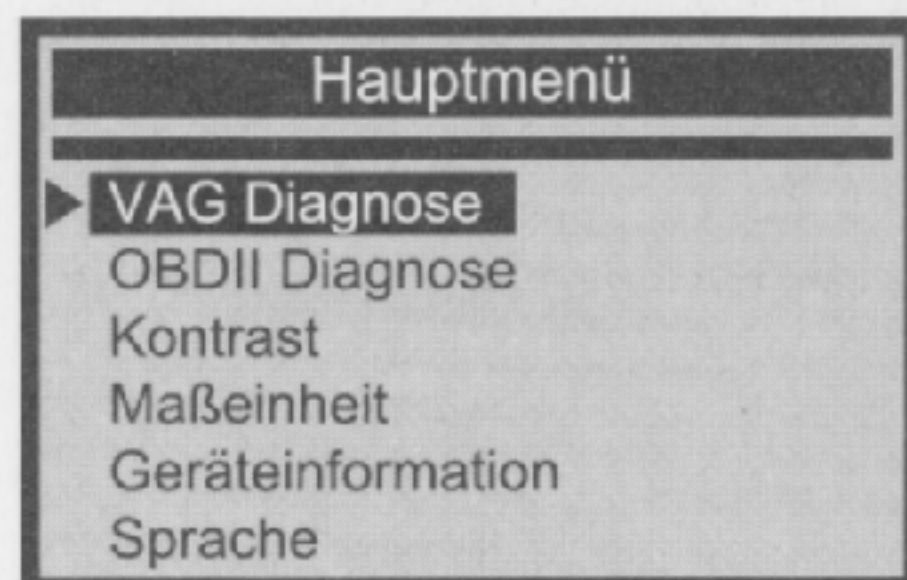 Hauptmenü
VAG Diagnose
OBDII Diagnose
Kontrast
Maßeinheit
Geräteinformation
Sprache